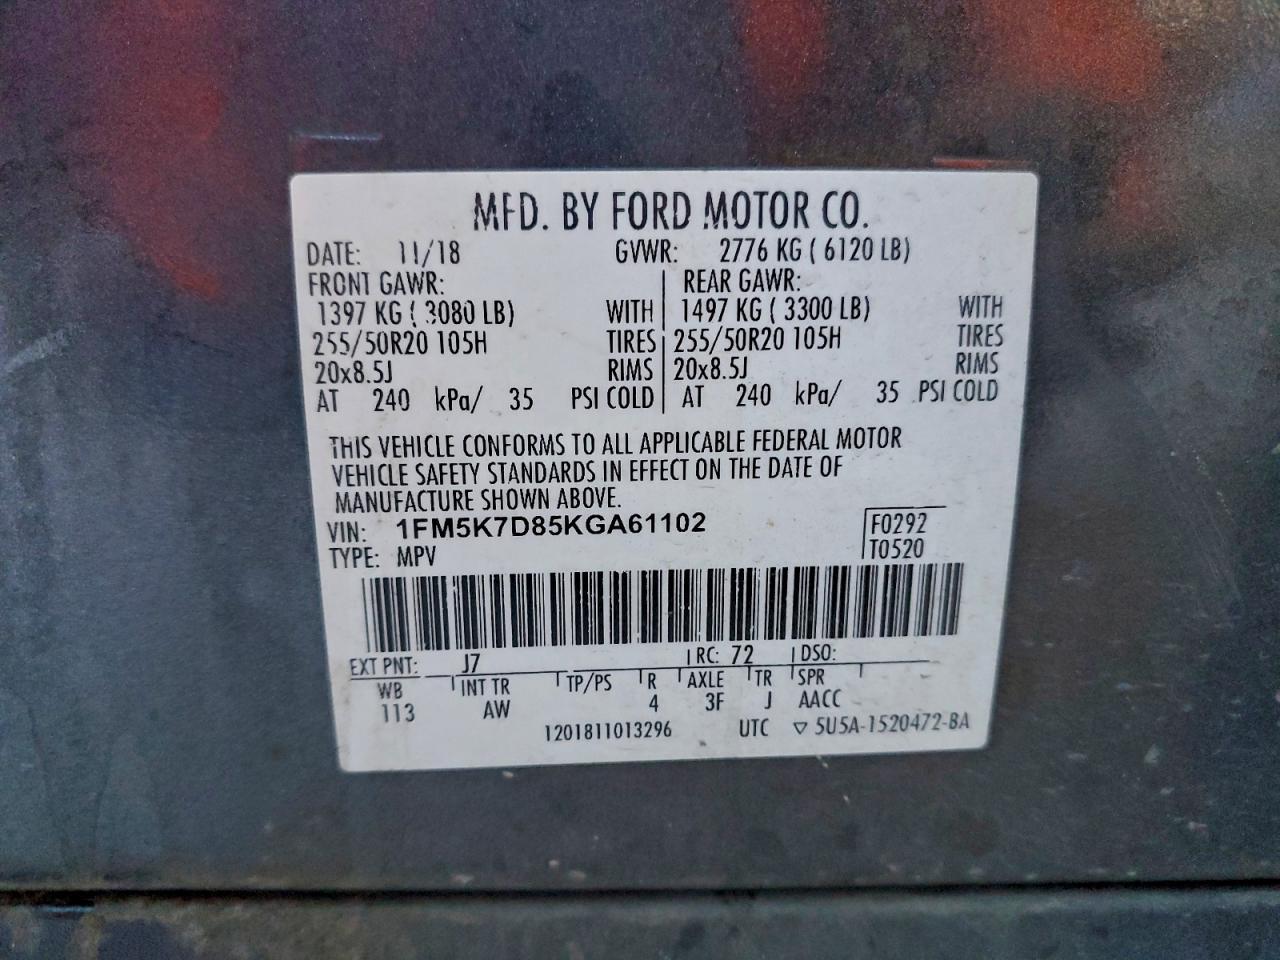 MFD. BY FORD MOTOR CO.
DATE: 11/18 GVWR: 2776 KG ( 6120 LB)
FRONT GAWR: REAR GAWR:
1397 KG ( 3080 LB) WITH 1497 KG ( 3300 LB) WITH
255/50R20 105H TIRES 255/50R20 105H TIRES
20x8.5J RIMS 20x8.5J RIMS
AT 240 kPa/ 35 PSI COLD AT 240 kPa/ 35 PSI COLD
THIS VEHICLE CONFORMS TO ALL APPLICABLE FEDERAL MOTOR
VEHICLE SAFETY STANDARDS IN EFFECT ON THE DATE OF
MANUFACTURE SHOWN ABOVE.
VIN: 1FM5K7D85KGA61102 F0292
TYPE: MPV T0520
EXT PNT: J7 RC: 72 DSO:
WB INT TR TP/PS R AXLE TR SPR
113 AW 4 3F J AACC
1201811013296 UTC ▽ 5U5A-1520472-BA